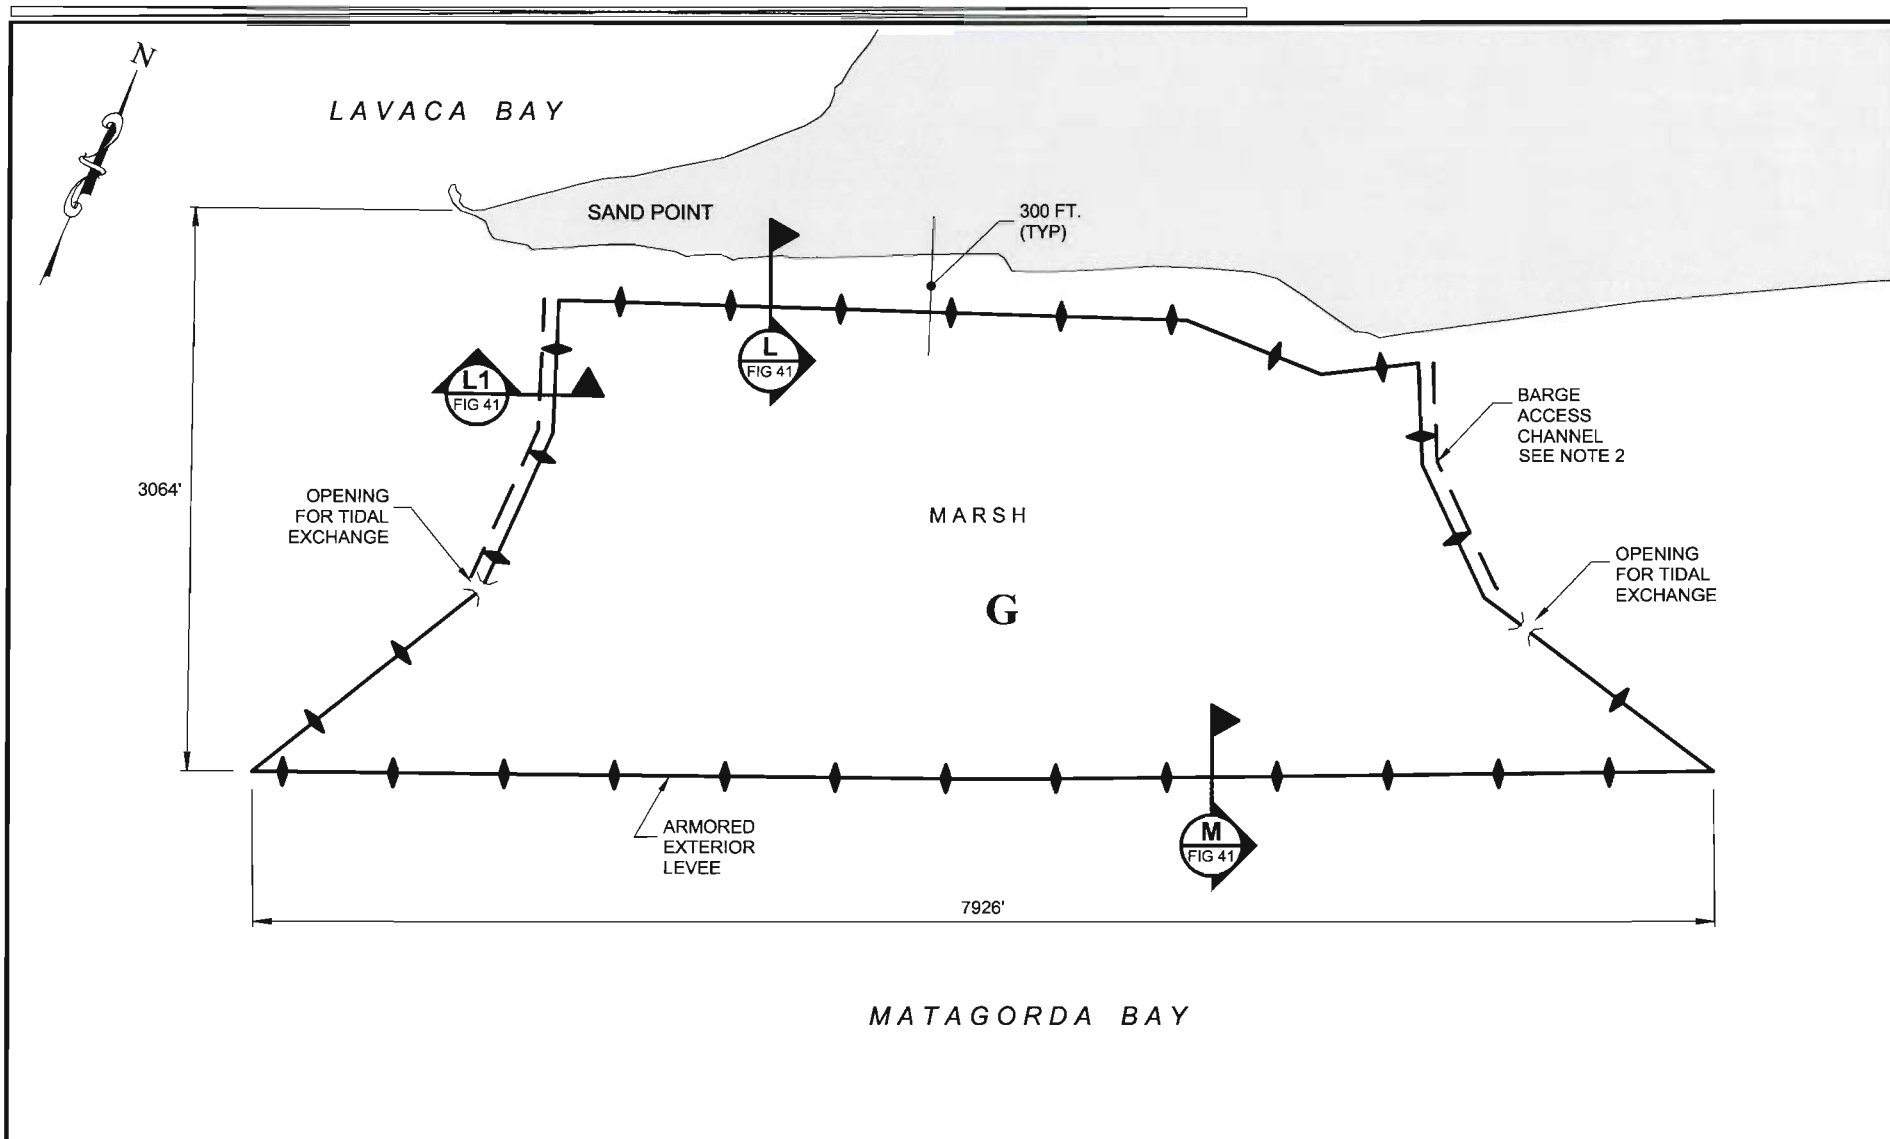 N
LAVACA BAY
SAND POINT
300 FT.
(TYP)
L
FIG 41
L1
FIG 41
BARGE
ACCESS
CHANNEL
SEE NOTE 2
3064'
OPENING
FOR TIDAL
EXCHANGE
MARSH
OPENING
FOR TIDAL
EXCHANGE
G
ARMORED
EXTERIOR
LEVEE
M
FIG 41
7926'
MATAGORDA BAY